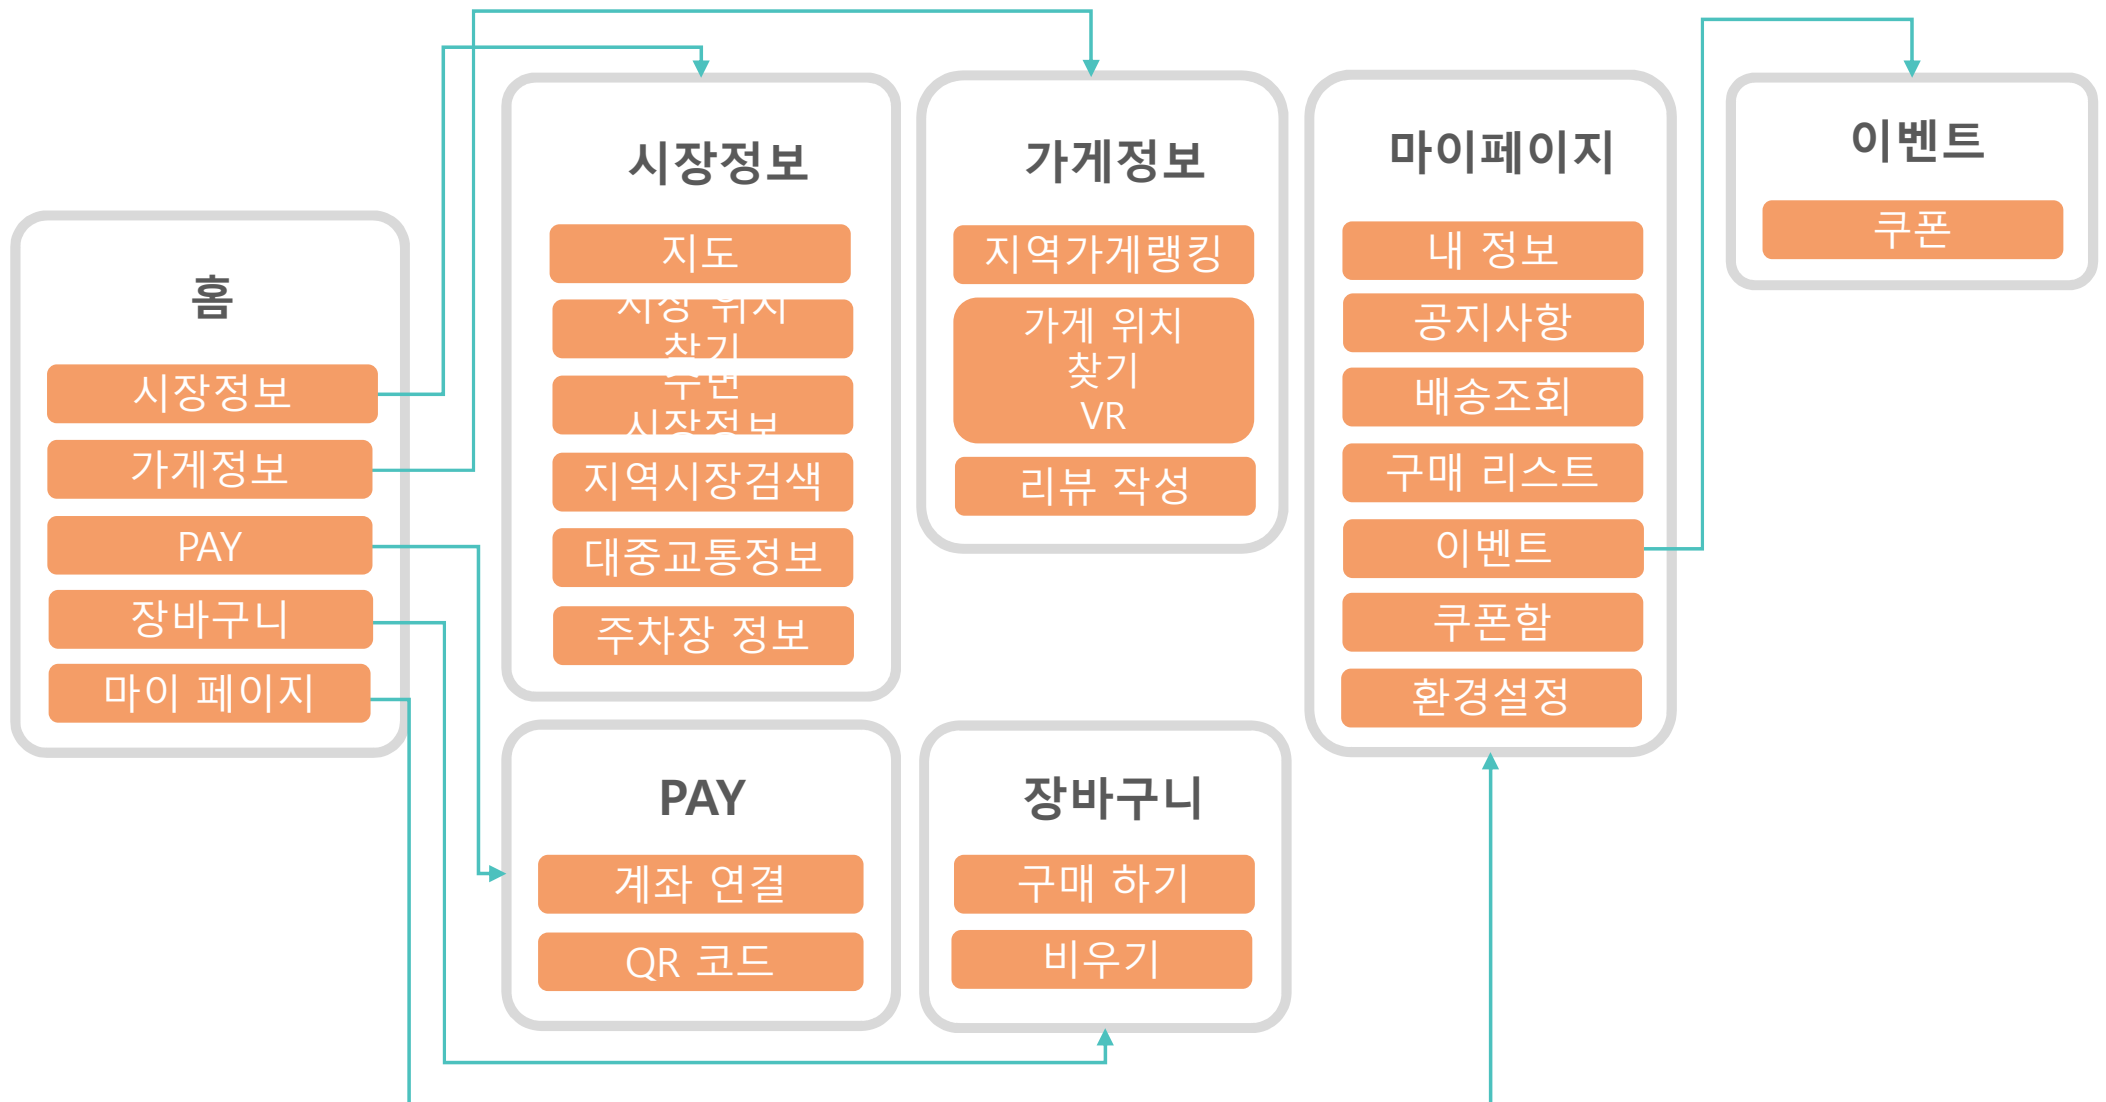 홈
시장정보
가게정보
PAY
장바구니
마이 페이지
시장정보
지도
시장 위치
찾기
주변
시장정보
지역시장검색
대중교통정보
주차장 정보
가게정보
지역가게랭킹
가게 위치
찾기
VR
리뷰 작성
마이페이지
내 정보
공지사항
배송조회
구매 리스트
이벤트
쿠폰함
환경설정
이벤트
쿠폰
PAY
계좌 연결
QR 코드
장바구니
구매 하기
비우기